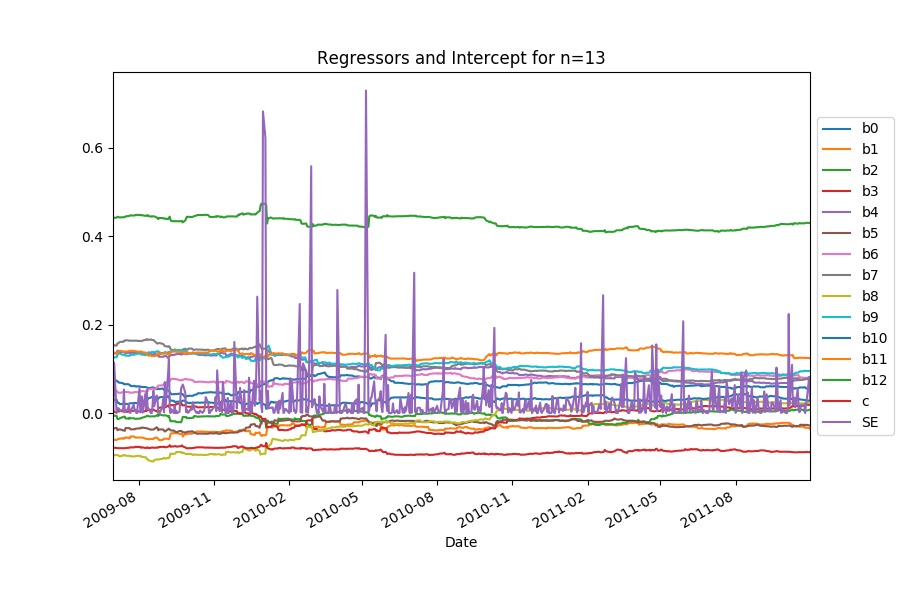 Regressors and Intercept for n=13
0.6
0.4
0.2
0.0
2009-08
2009-11
2010-02
2010-05
2010-08
2010-11
2011-02
2011-05
2011-08
Date
b0
b1
b2
b3
b4
b5
b6
b7
b8
b9
b10
b11
b12
c
SE